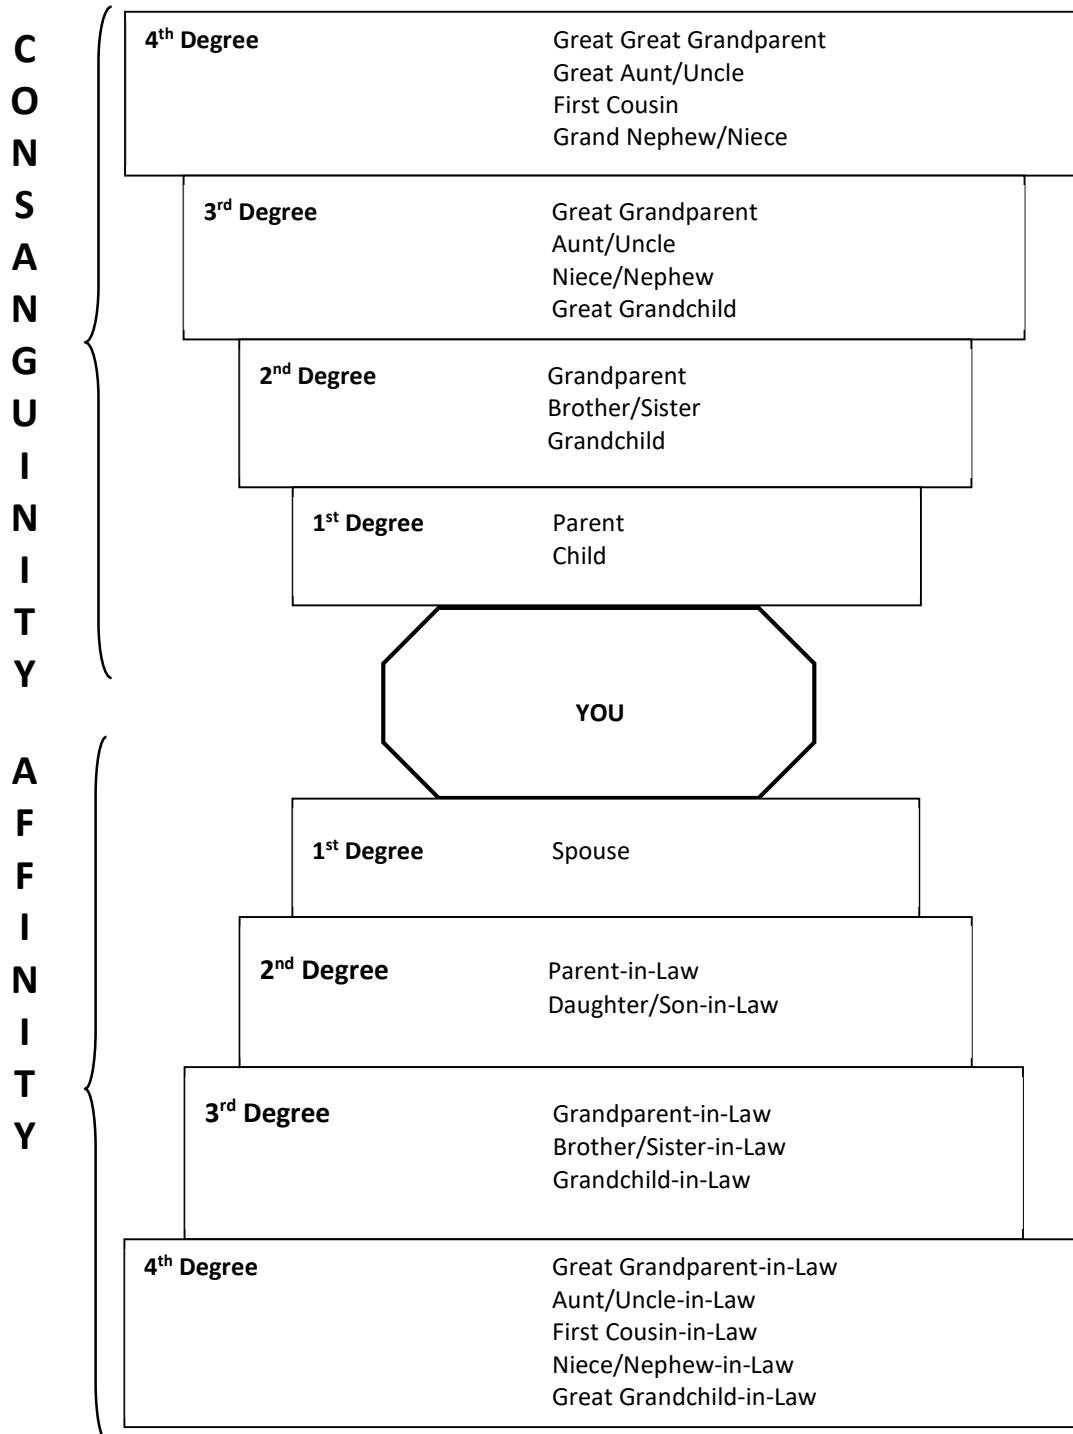 CONSANGUINITY
4th Degree Great Great Grandparent
Great Aunt/Uncle
First Cousin
Grand Nephew/Niece
3rd Degree Great Grandparent
Aunt/Uncle
Niece/Nephew
Great Grandchild
2nd Degree Grandparent
Brother/Sister
Grandchild
1st Degree Parent
Child
YOU
AFFINITY
1st Degree Spouse
2nd Degree Parent-in-Law
Daughter/Son-in-Law
3rd Degree Grandparent-in-Law
Brother/Sister-in-Law
Grandchild-in-Law
4th Degree Great Grandparent-in-Law
Aunt/Uncle-in-Law
First Cousin-in-Law
Niece/Nephew-in-Law
Great Grandchild-in-Law